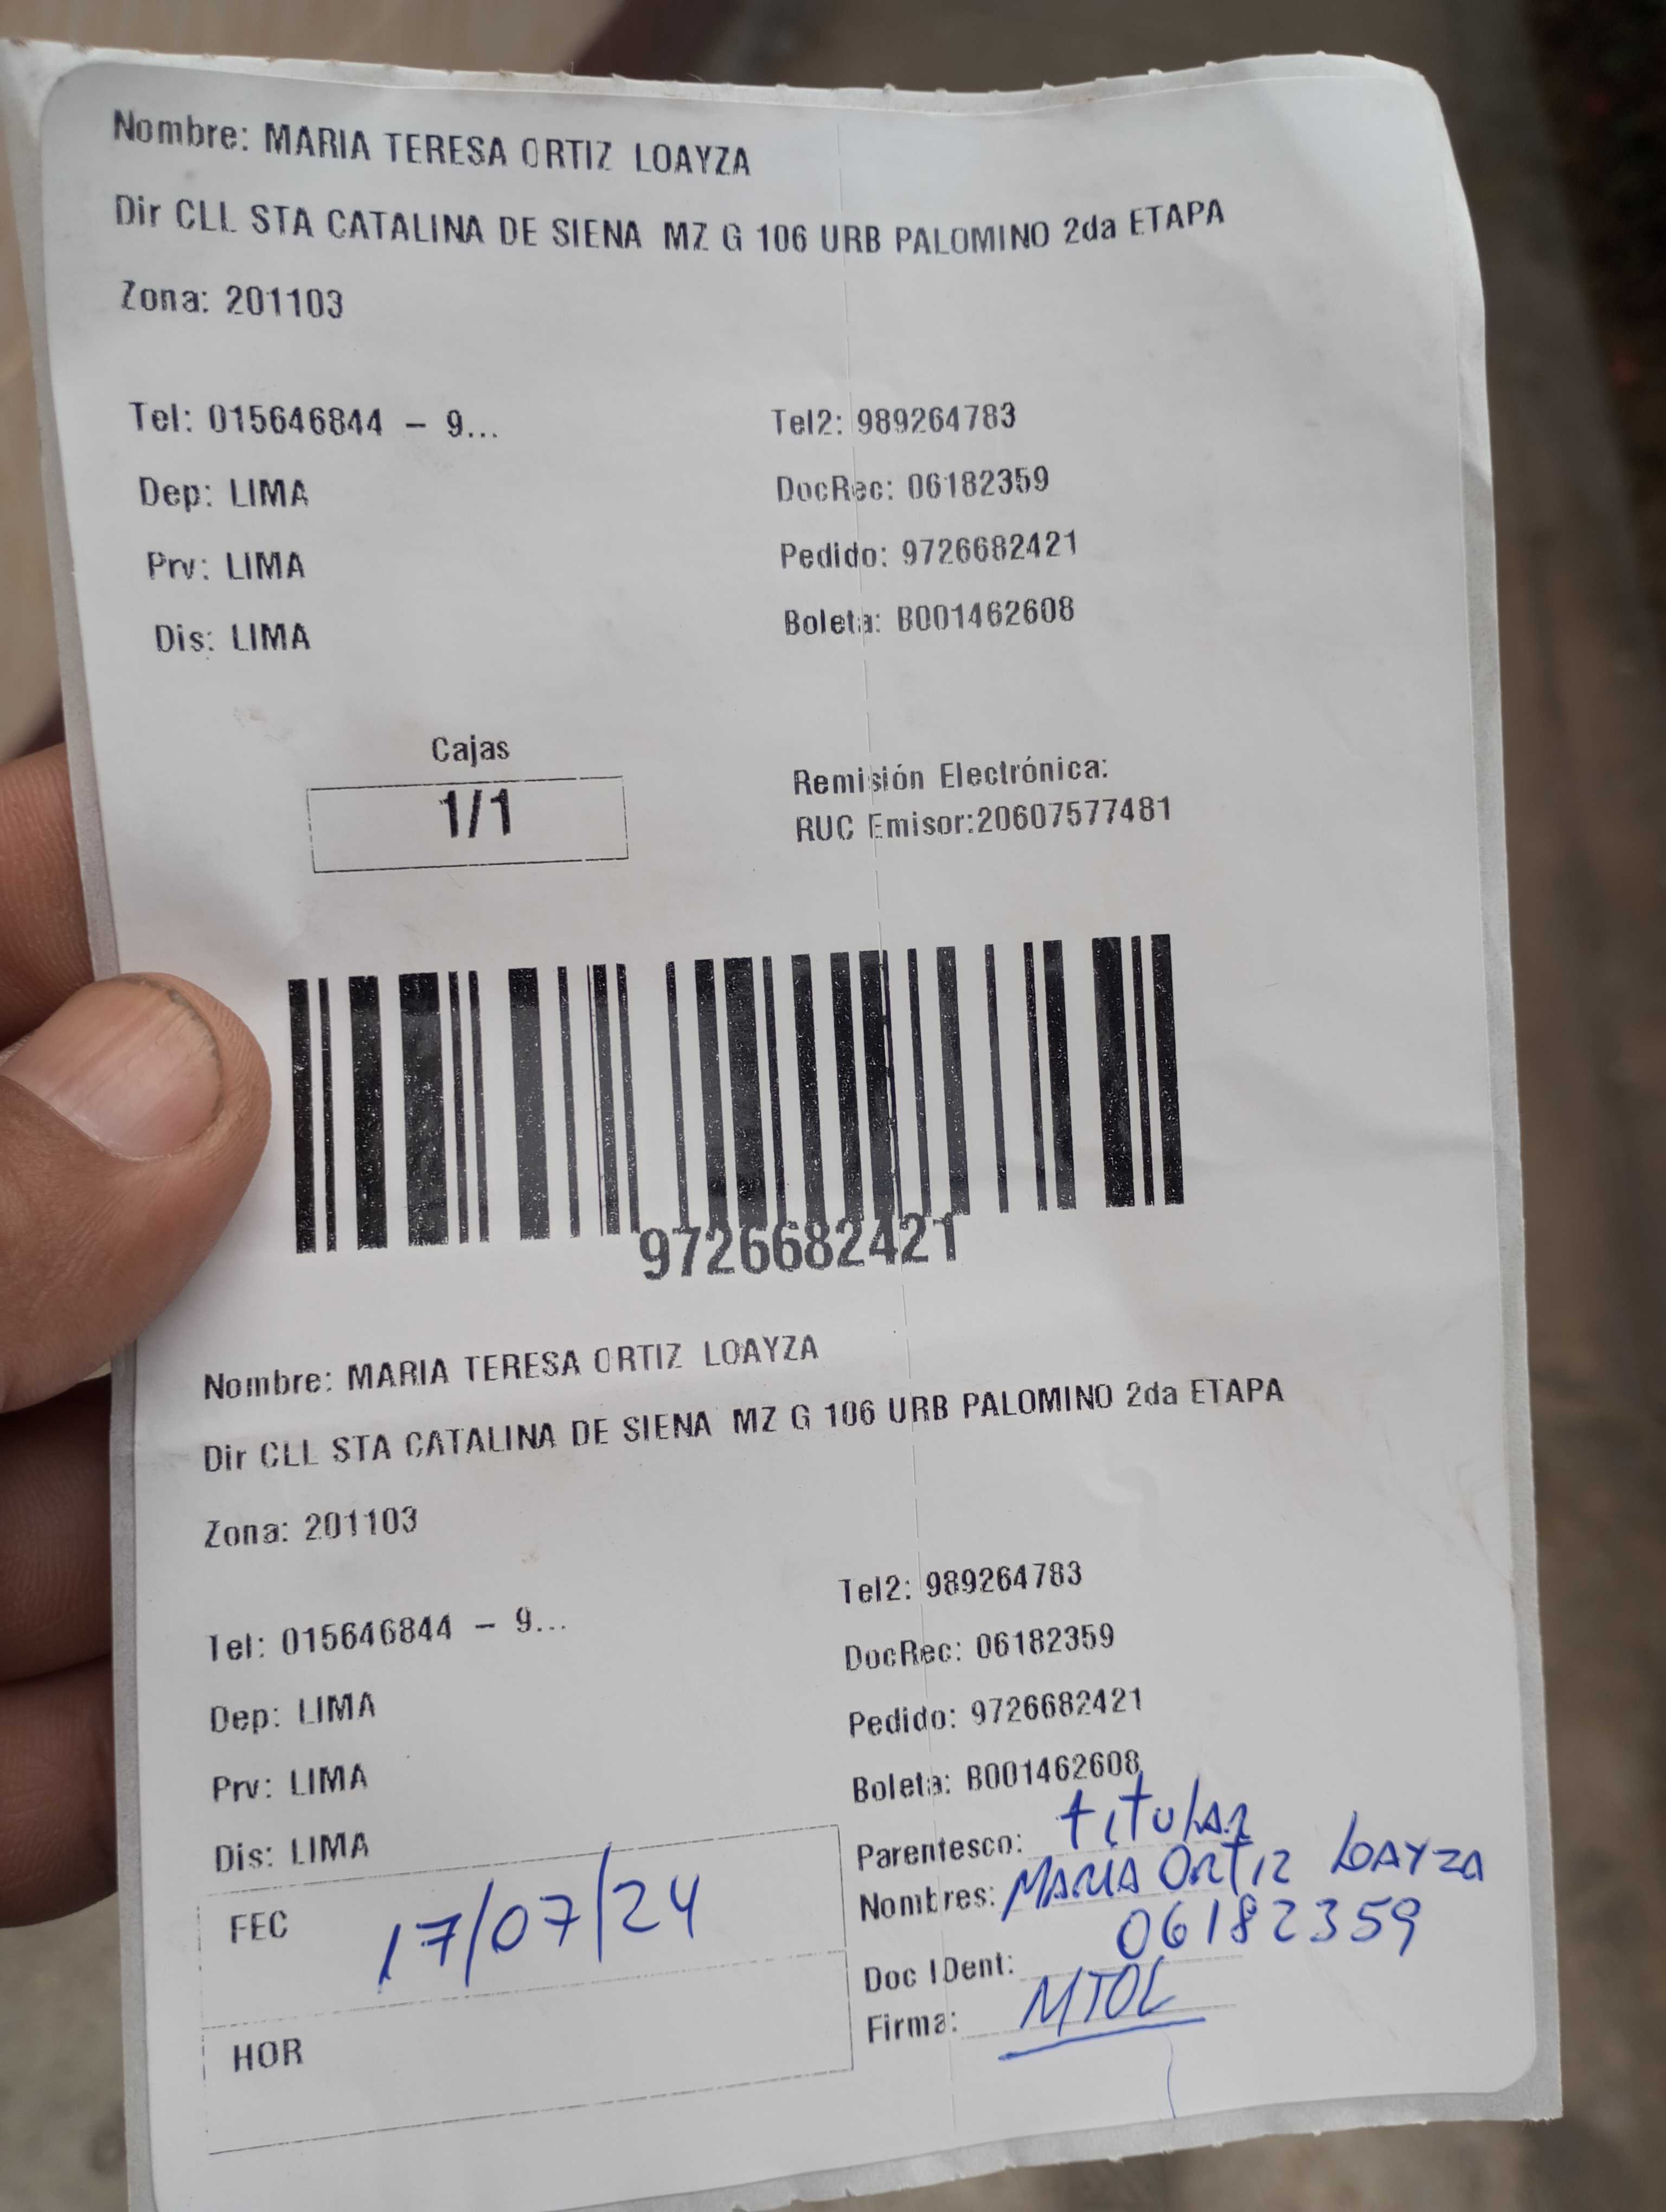 Nombre: MARIA TERESA ORTIZ LOAYZA
Dir CLL STA CATALINA DE SIENA MZ G 106 URB PALOMINO 2da ETAPA
Zona: 201103
Tel: 015646844 – 9... Tel2: 989264783
Dep: LIMA DocRec: 06182359
Prv: LIMA Pedido: 9726682421
Dis: LIMA Boleta: B001462608
Cajas
1/1
Remisión Electrónica:
RUC Emisor:20607577481
9726682421
Nombre: MARIA TERESA ORTIZ LOAYZA
Dir CLL STA CATALINA DE SIENA MZ G 106 URB PALOMINO 2da ETAPA
Zona: 201103
Tel: 015646844 – 9... Tel2: 989264783
Dep: LIMA DocRec: 06182359
Prv: LIMA Pedido: 9726682421
Dis: LIMA Boleta: B001462608
FEC 17/07/24
HOR
Parentesco: titular
Nombres: MARIA ORTIZ LOAYZA
Doc IDent: 06182359
Firma: MTOL